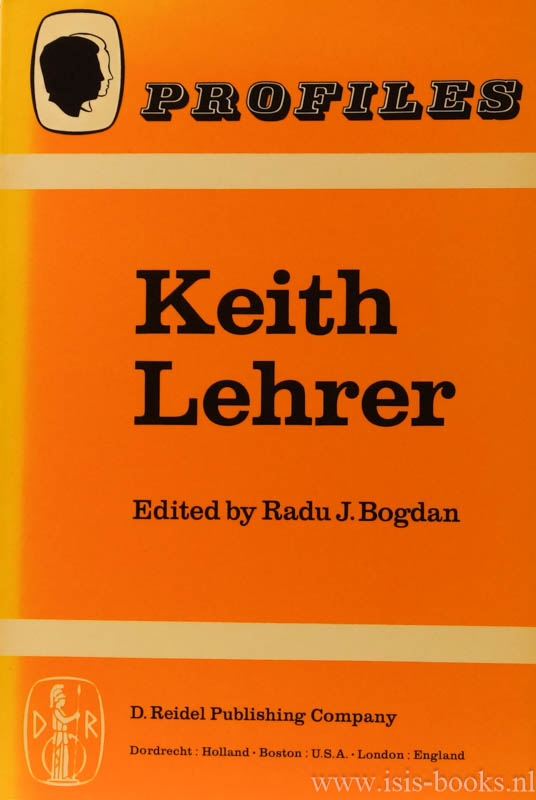 PROFILES
Keith
Lehrer
Edited by Radu J. Bogdan
D R
D. Reidel Publishing Company
Dordrecht : Holland · Boston : U.S.A. · London : England
www.isis-books.nl